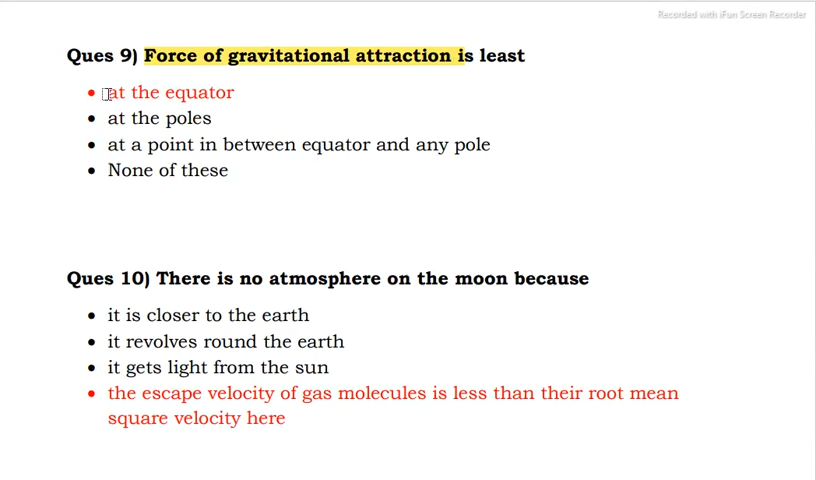 Recorded with iFun Screen Recorder
Ques 9) Force of gravitational attraction is least
• at the equator
• at the poles
• at a point in between equator and any pole
• None of these
Ques 10) There is no atmosphere on the moon because
• it is closer to the earth
• it revolves round the earth
• it gets light from the sun
• the escape velocity of gas molecules is less than their root mean
square velocity here